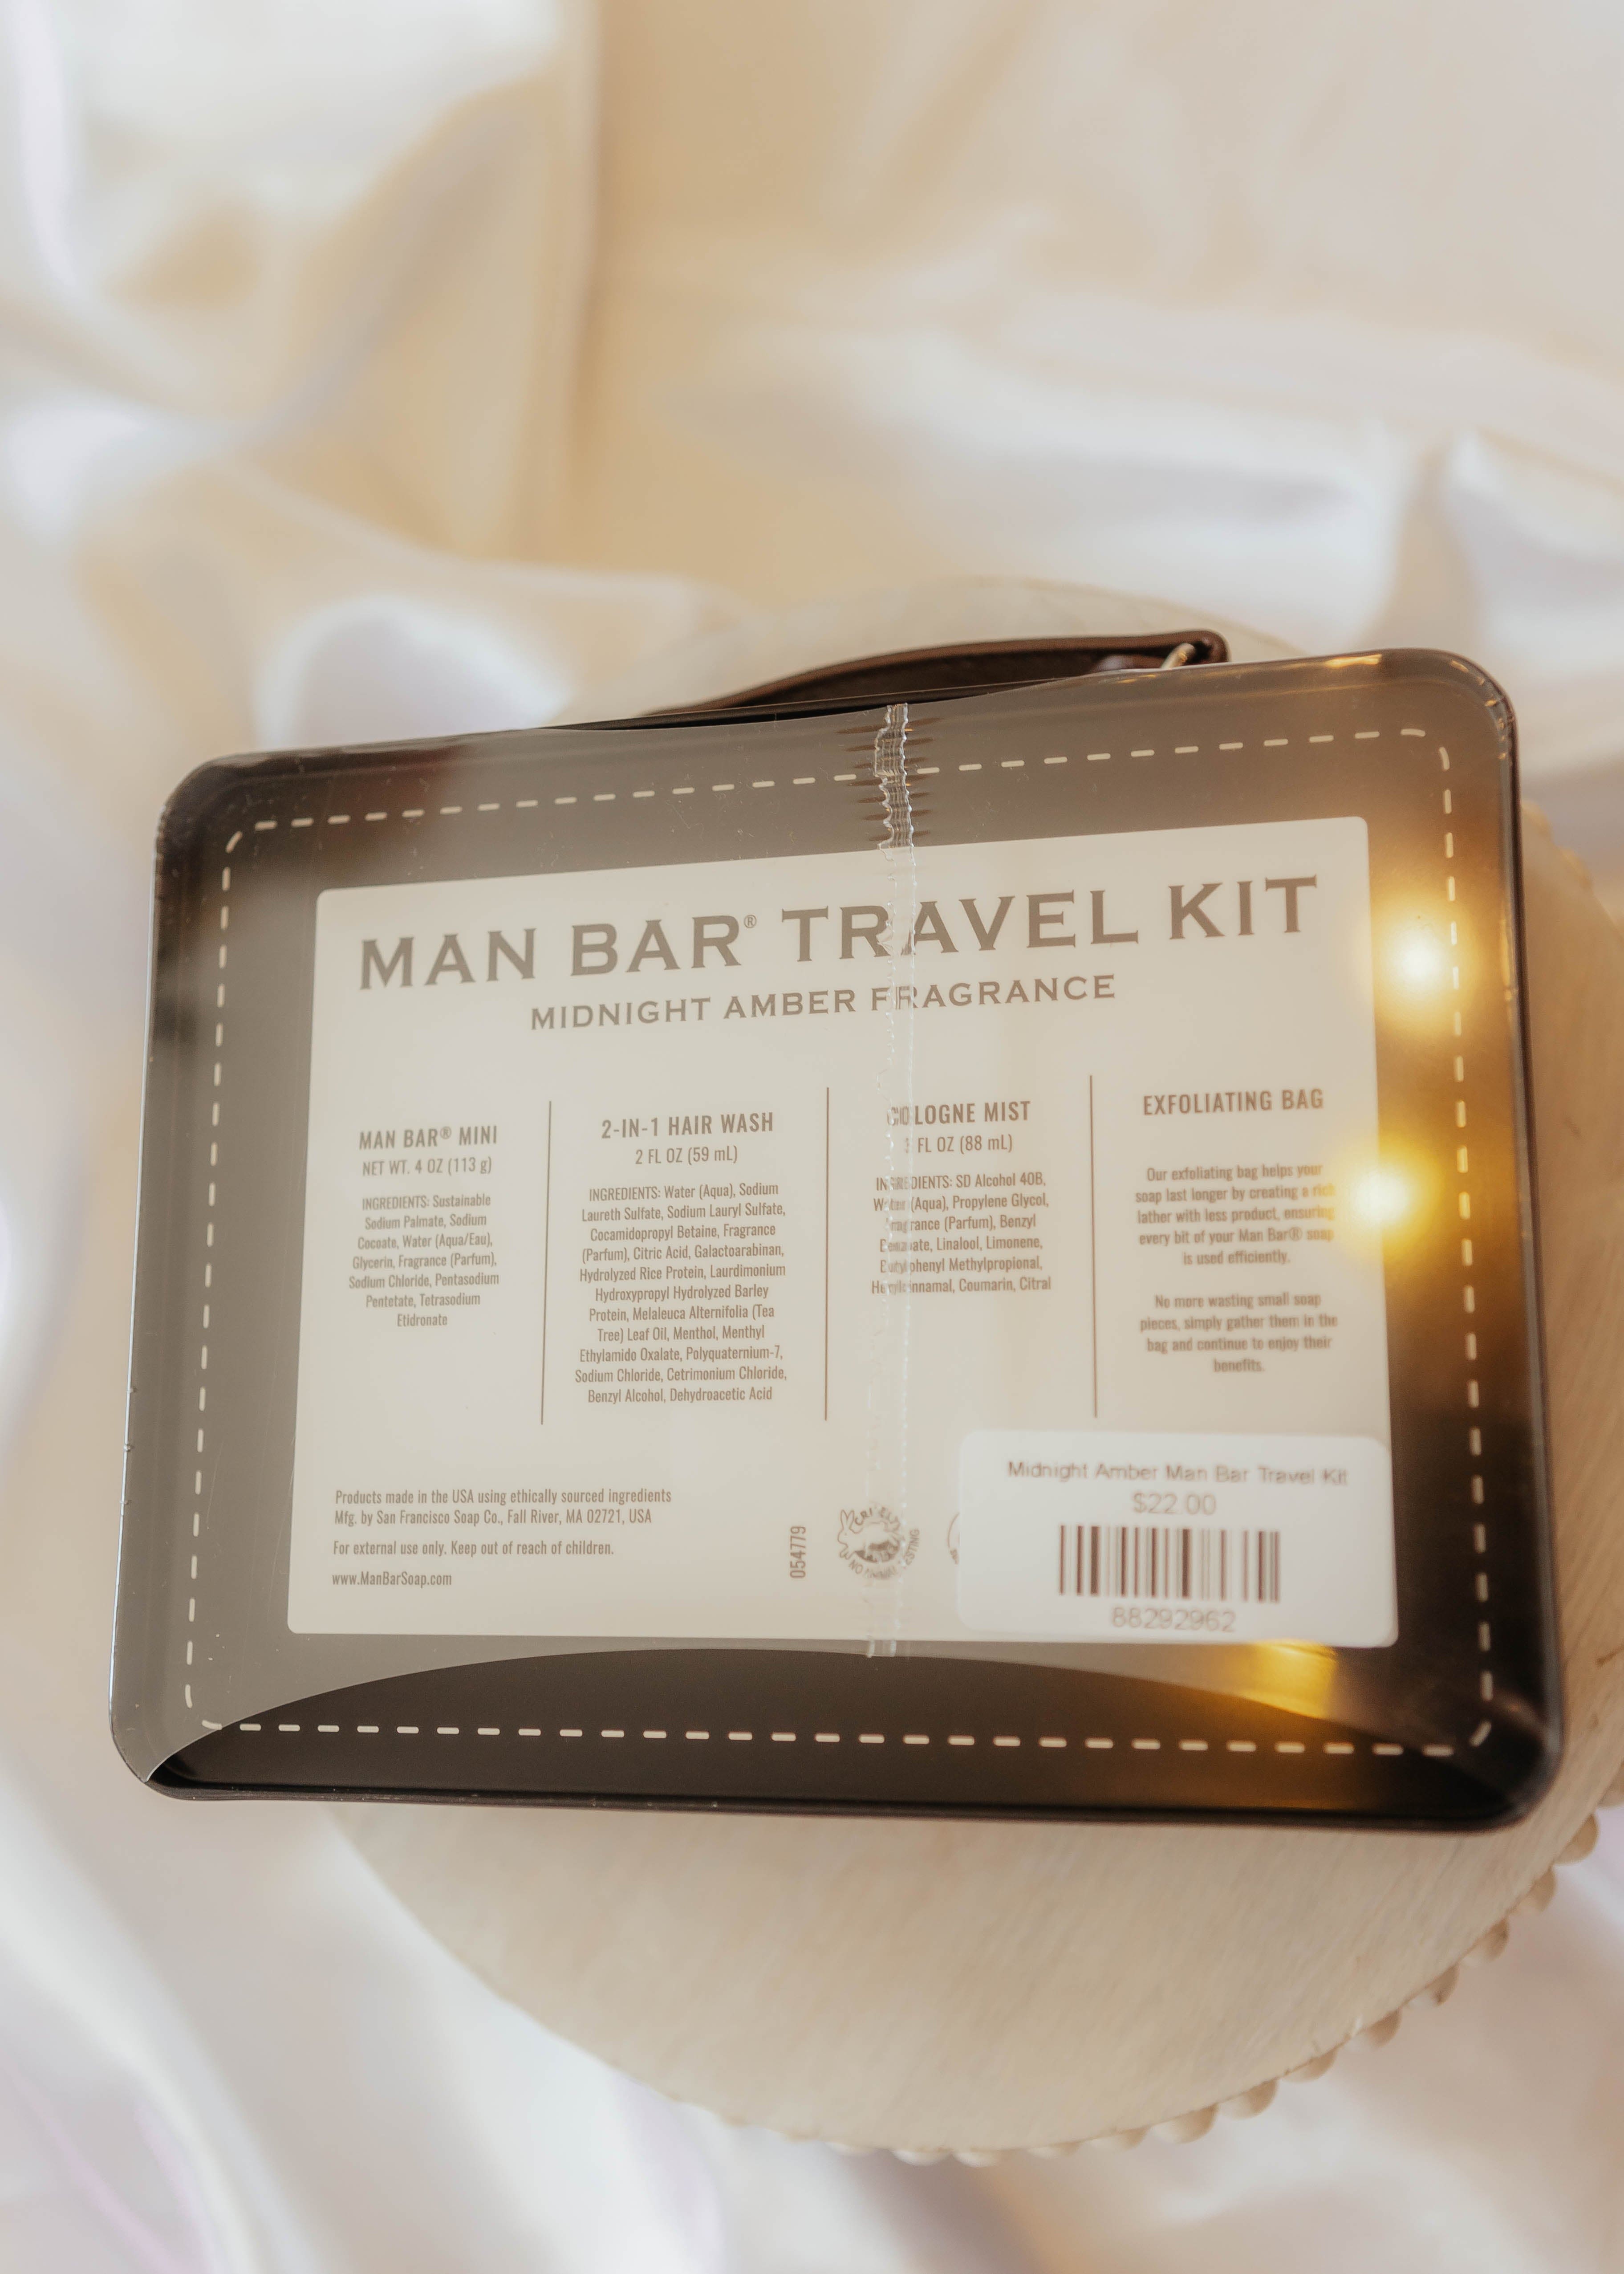 MAN BAR® TRAVEL KIT
MIDNIGHT AMBER FRAGRANCE
MAN BAR® MINI
NET WT. 4 OZ (113 g)
INGREDIENTS: Sustainable
Sodium Palmate, Sodium
Cocoate, Water (Aqua/Eau),
Glycerin, Fragrance (Parfum),
Sodium Chloride, Pentasodium
Pentetate, Tetrasodium
Etidronate
2-IN-1 HAIR WASH
2 FL OZ (59 mL)
INGREDIENTS: Water (Aqua), Sodium
Laureth Sulfate, Sodium Lauryl Sulfate,
Cocamidopropyl Betaine, Fragrance
(Parfum), Citric Acid, Galactoarabinan,
Hydrolyzed Rice Protein, Laurdimonium
Hydroxypropyl Hydrolyzed Barley
Protein, Melaleuca Alternifolia (Tea
Tree) Leaf Oil, Menthol, Menthyl
Ethylamido Oxalate, Polyquaternium-7,
Sodium Chloride, Cetrimonium Chloride,
Benzyl Alcohol, Dehydroacetic Acid
COLOGNE MIST
FL OZ (88 mL)
INGREDIENTS: SD Alcohol 40B,
Water (Aqua), Propylene Glycol,
Fragrance (Parfum), Benzyl
Benzoate, Linalool, Limonene,
Butylphenyl Methylpropional,
Hexylcinnamal, Coumarin, Citral
EXFOLIATING BAG
Our exfoliating bag helps your
soap last longer by creating a rich
lather with less product, ensuring
every bit of your Man Bar® soap
is used efficiently.
No more wasting small soap
pieces, simply gather them in the
bag and continue to enjoy their
benefits.
Products made in the USA using ethically sourced ingredients
Mfg. by San Francisco Soap Co., Fall River, MA 02721, USA
For external use only. Keep out of reach of children.
www.ManBarSoap.com
054779
Midnight Amber Man Bar Travel Kit
$22.00
88292962